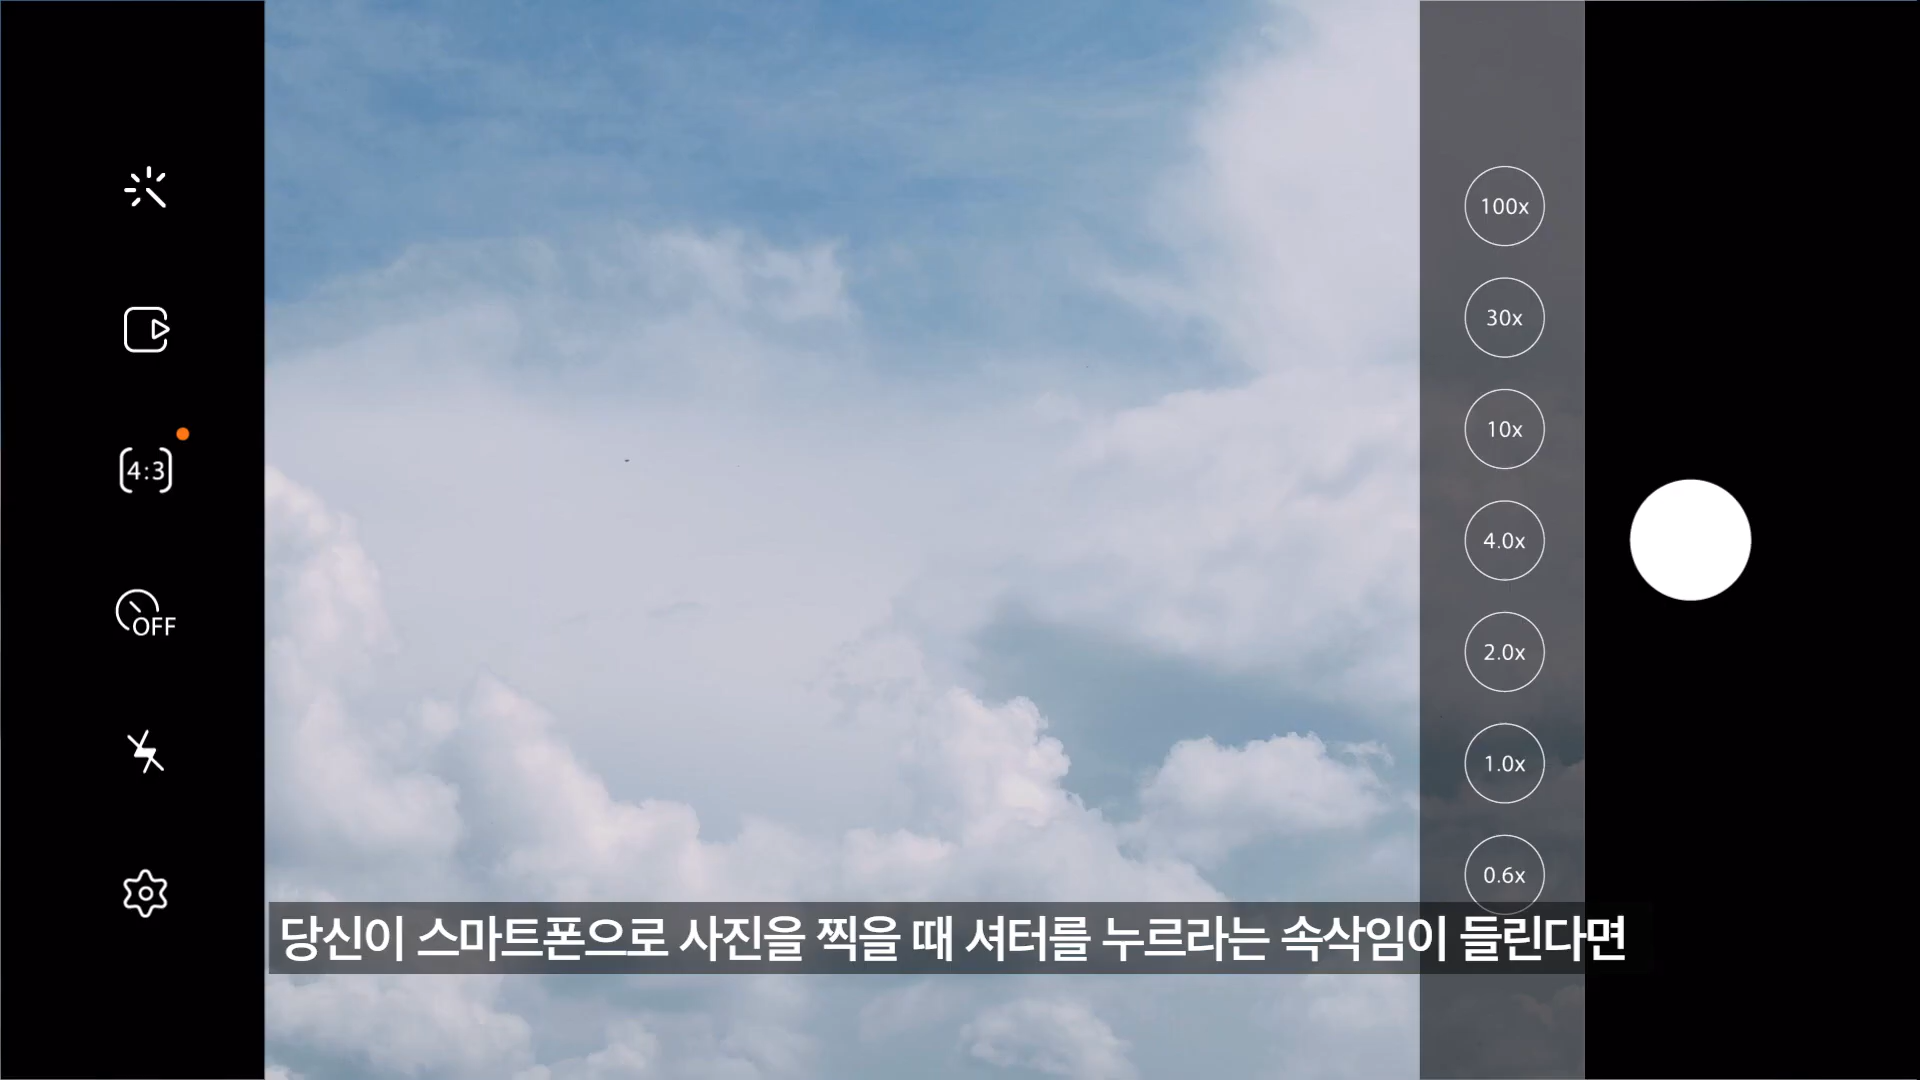 100x
30x
10x
4:3
4.0x
OFF
2.0x
1.0x
0.6x
당신이 스마트폰으로 사진을 찍을 때 셔터를 누르라는 속삭임이 들린다면